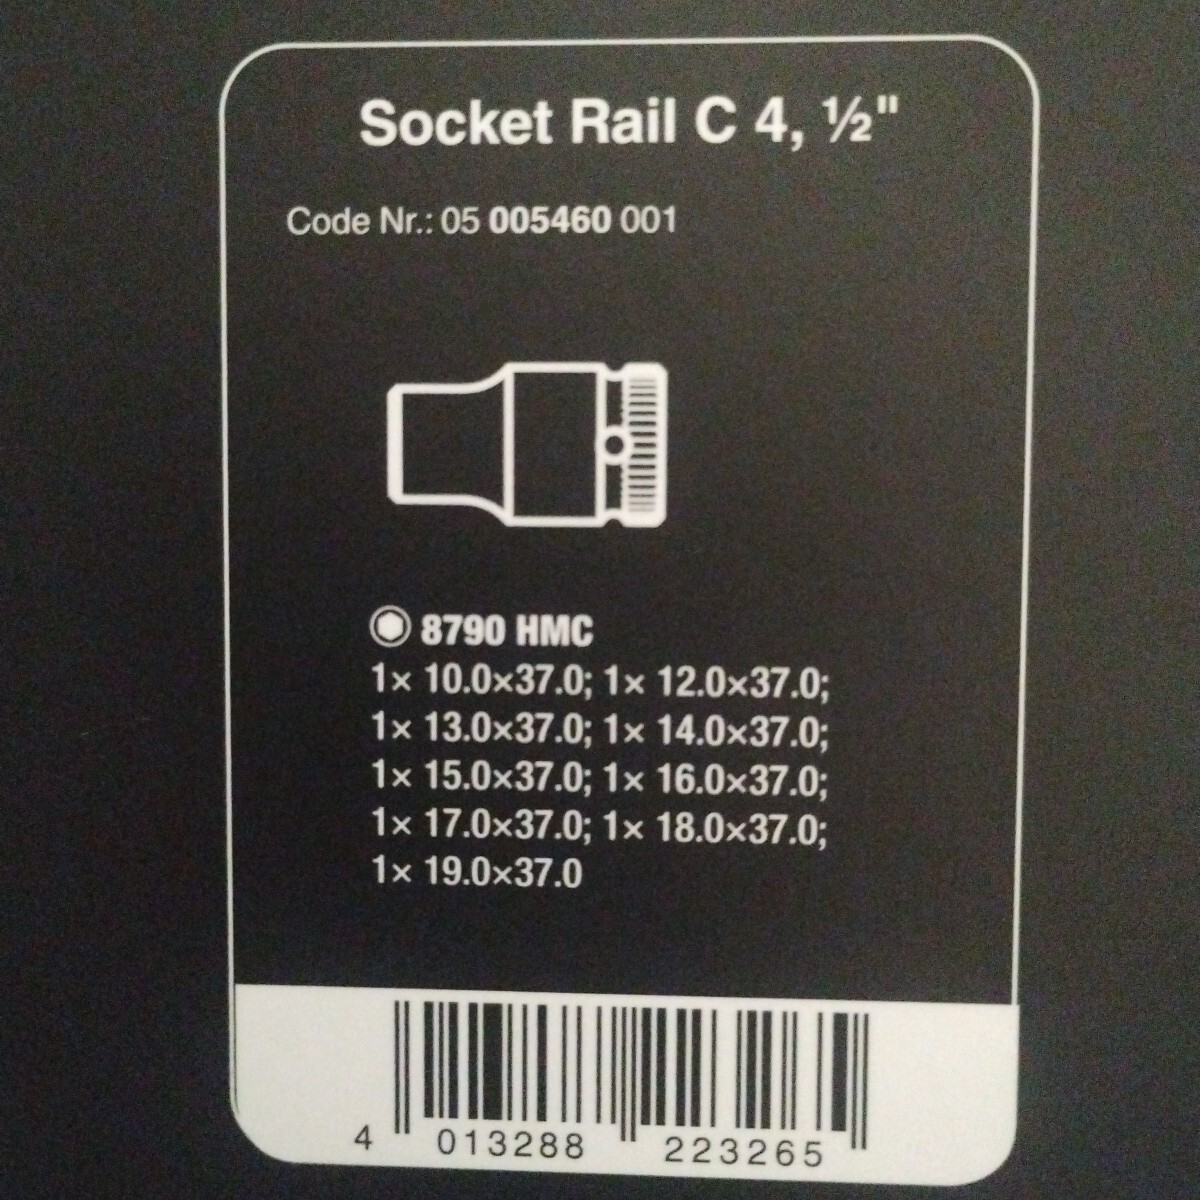 Socket Rail C 4, ½"
Code Nr.: 05 005460 001
8790 HMC
1× 10.0×37.0; 1× 12.0×37.0;
1× 13.0×37.0; 1× 14.0×37.0;
1× 15.0×37.0; 1× 16.0×37.0;
1× 17.0×37.0; 1× 18.0×37.0;
1× 19.0×37.0
4 013288 223265